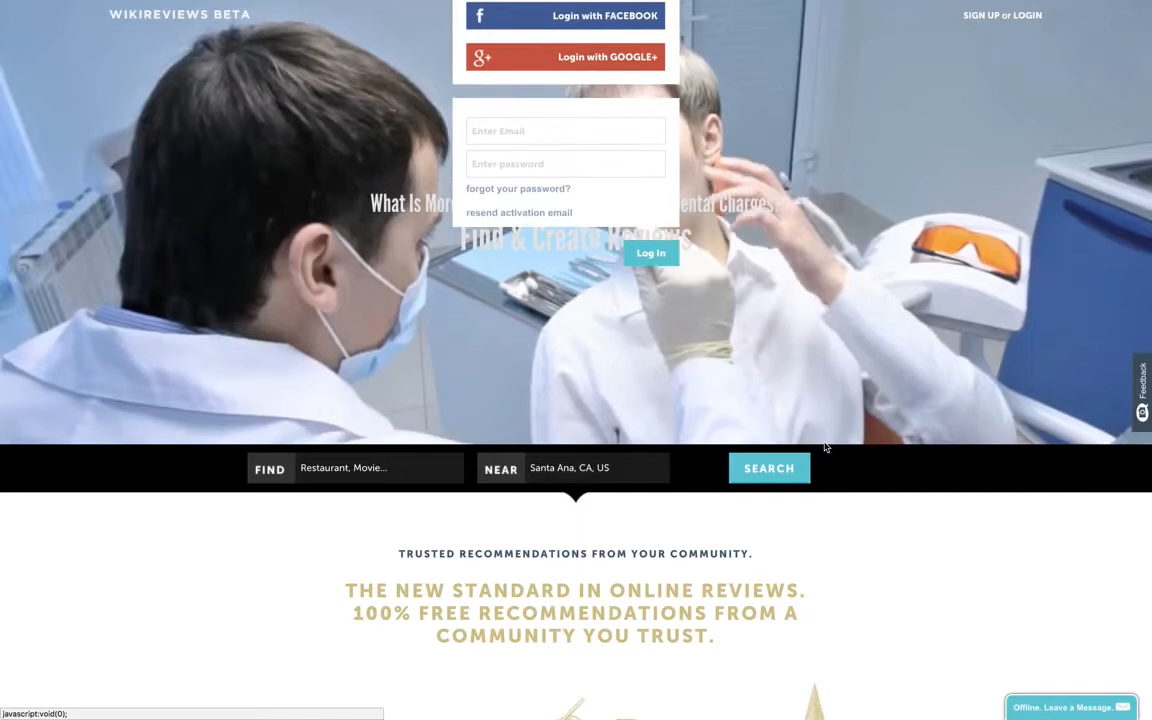 WIKIREVIEWS BETA
SIGN UP or LOGIN
f Login with FACEBOOK
g+ Login with GOOGLE+
Enter Email
Enter password
forgot your password?
What Is Mor
ental Charges
resend activation email
Find & Create Reviews
Log In
Feedback
FIND Restaurant, Movie...
NEAR Santa Ana, CA, US
SEARCH
TRUSTED RECOMMENDATIONS FROM YOUR COMMUNITY.
THE NEW STANDARD IN ONLINE REVIEWS.
100% FREE RECOMMENDATIONS FROM A
COMMUNITY YOU TRUST.
Offline. Leave a Message.
javascript:void(0);